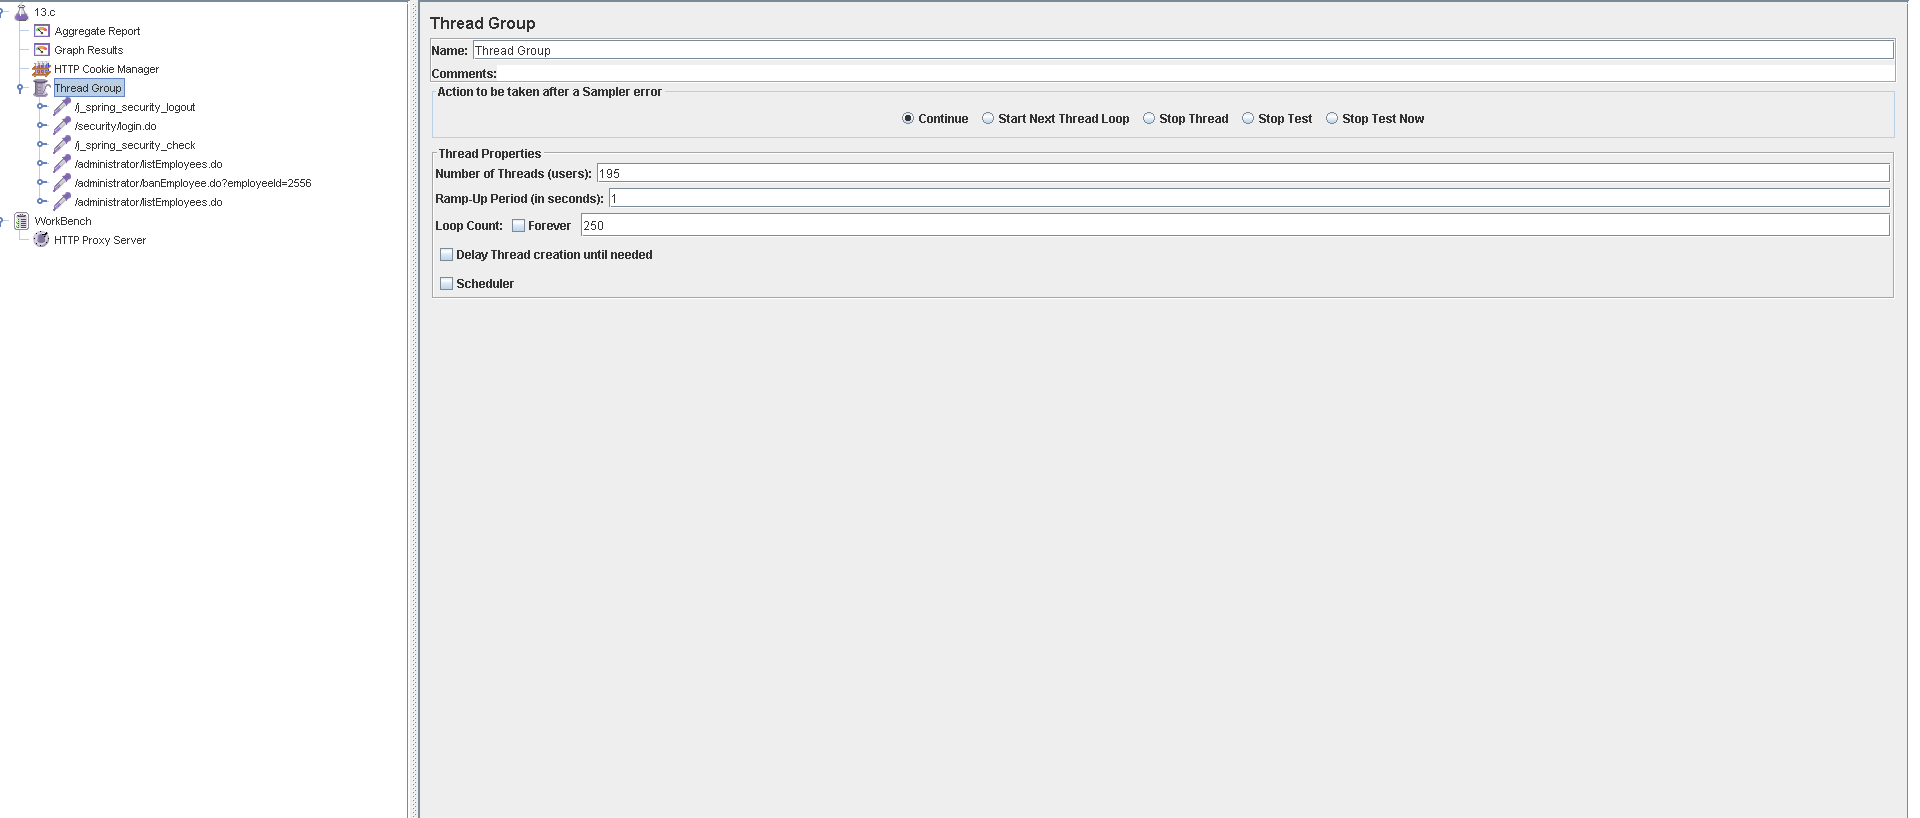 13.c
Aggregate Report
Graph Results
HTTP Cookie Manager
Thread Group
/j_spring_security_logout
/security/login.do
/j_spring_security_check
/administrator/listEmployees.do
/administrator/banEmployee.do?employeeId=2556
/administrator/listEmployees.do
WorkBench
HTTP Proxy Server
Thread Group
Name: Thread Group
Comments:
Action to be taken after a Sampler error
Continue Start Next Thread Loop Stop Thread Stop Test Stop Test Now
Thread Properties
Number of Threads (users): 195
Ramp-Up Period (in seconds): 1
Loop Count: Forever 250
Delay Thread creation until needed
Scheduler